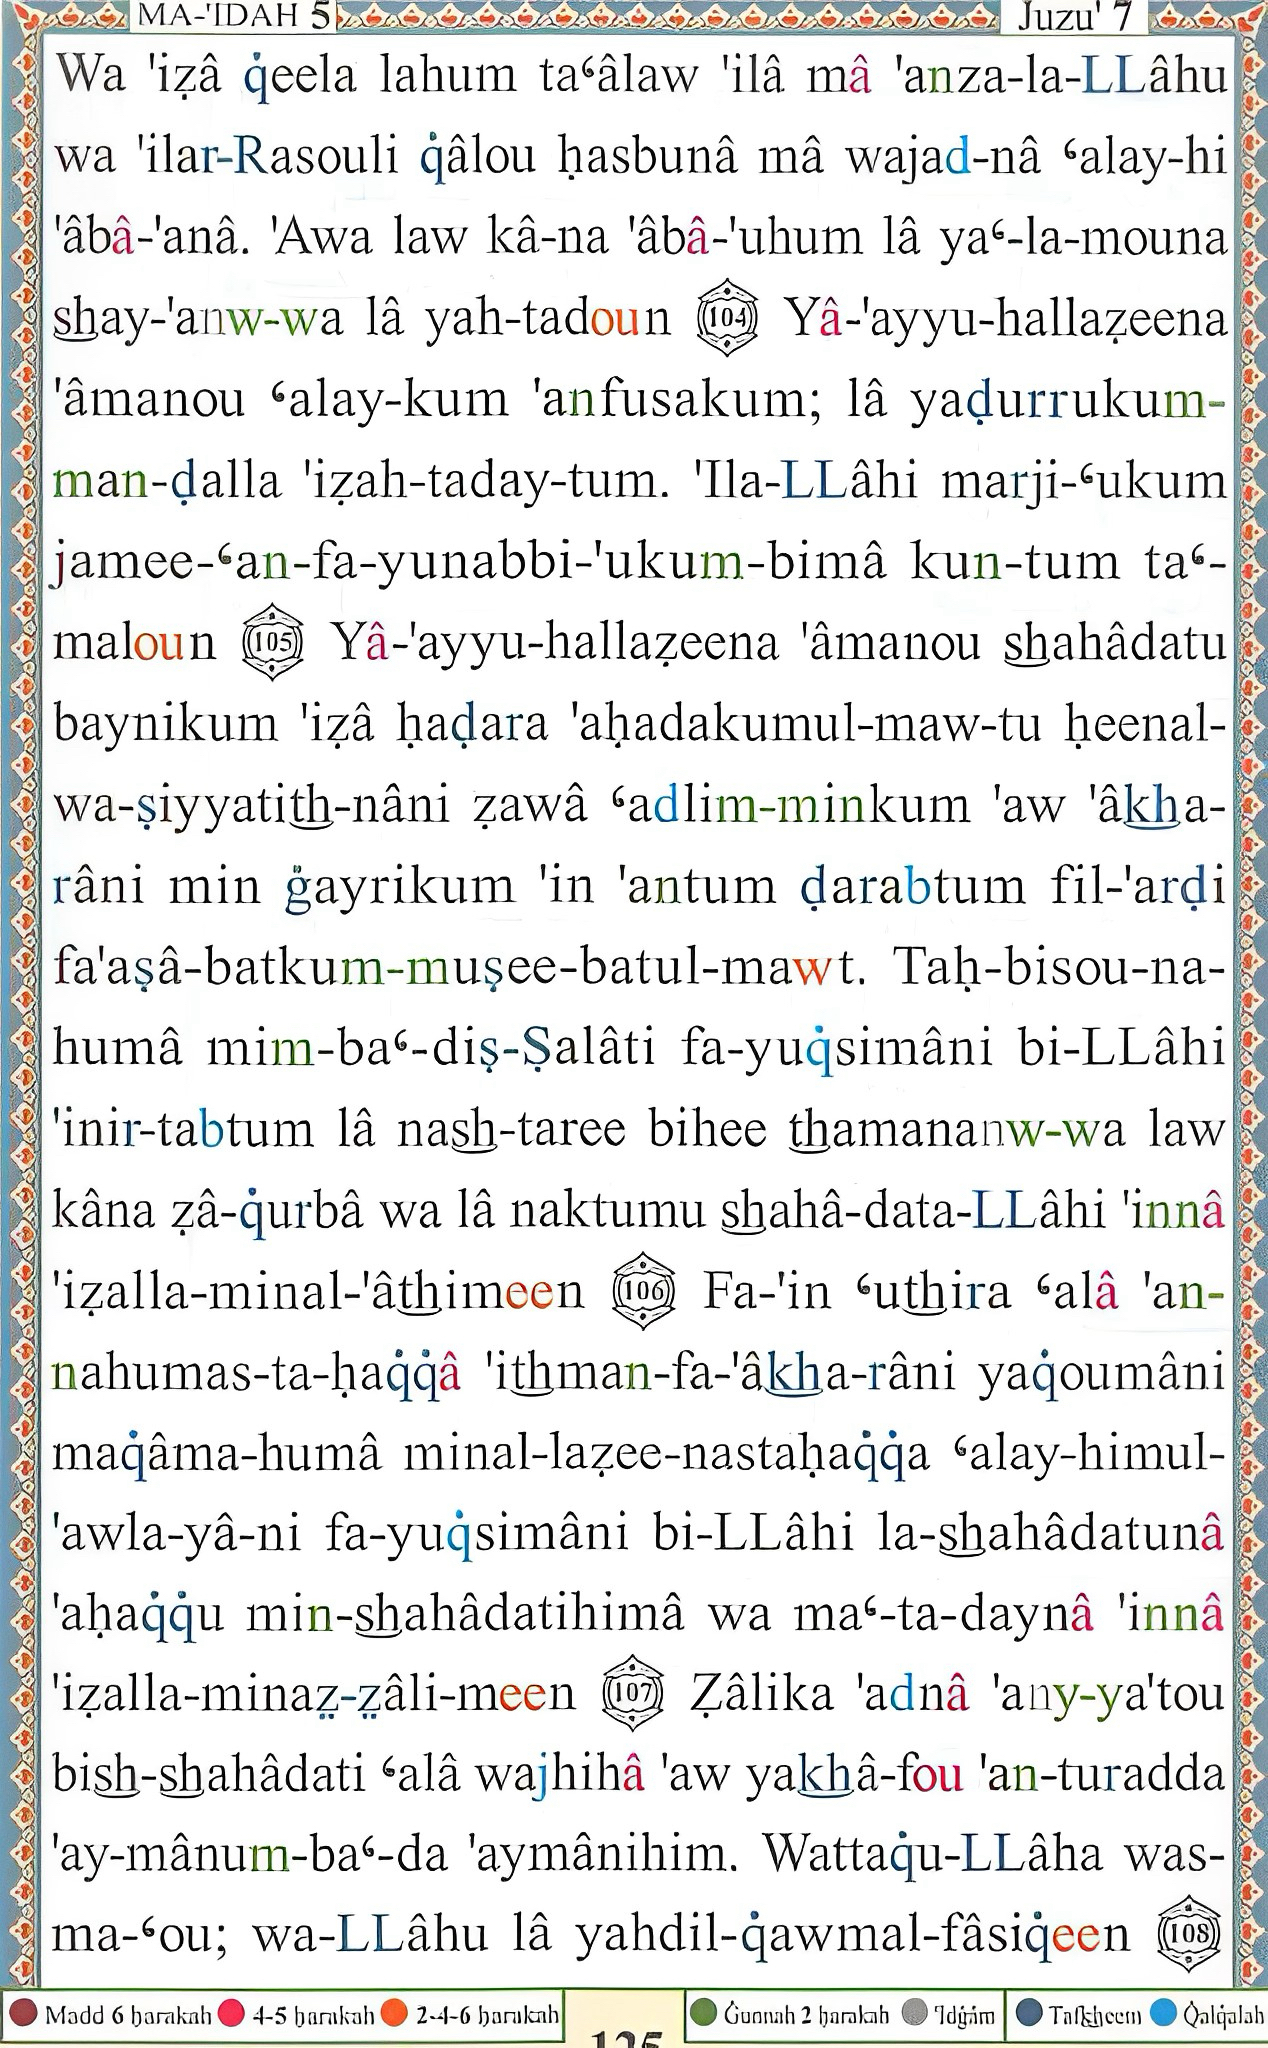 MA-'IDAH 5
Juzu' 7
Wa 'iẓâ q̇eela lahum taʿâlaw 'ilâ mâ 'anza-la-LLâhu
wa 'ilar-Rasouli q̇âlou ḥasbunâ mâ wajad-nâ ʿalay-hi
'âbâ-'anâ. 'Awa law kâ-na 'âbâ-'uhum lâ yaʿ-la-mouna
shay-'anw-wa lâ yah-tadoun 104 Yâ-'ayyu-hallaẓeena
'âmanou ʿalay-kum 'anfusakum; lâ yaḍurrukum-
man-ḍalla 'iẓah-taday-tum. 'Ila-LLâhi marji-ʿukum
jamee-ʿan-fa-yunabbi-'ukum-bimâ kun-tum taʿ-
maloun 105 Yâ-'ayyu-hallaẓeena 'âmanou shahâdatu
baynikum 'iẓâ ḥaḍara 'aḥadakumul-maw-tu ḥeenal-
wa-ṣiyyatith-nâni ẓawâ ʿadlim-minkum 'aw 'âkha-
râni min ġayrikum 'in 'antum ḍarabtum fil-'arḍi
fa'aṣâ-batkum-muṣee-batul-mawt. Taḥ-bisou-na-
humâ mim-baʿ-diṣ-Ṣalâti fa-yuq̇simâni bi-LLâhi
'inir-tabtum lâ nash-taree bihee thamananw-wa law
kâna ẓâ-q̇urbâ wa lâ naktumu shahâ-data-LLâhi 'innâ
'iẓalla-minal-'âthimeen 106 Fa-'in ʿuthira ʿalâ 'an-
nahumas-ta-ḥaq̇q̇â 'ithman-fa-'âkha-râni yaq̇oumâni
maq̇âma-humâ minal-laẓee-nastaḥaq̇q̇a ʿalay-himul-
'awla-yâ-ni fa-yuq̇simâni bi-LLâhi la-shahâdatunâ
'aḥaq̇q̇u min-shahâdatihimâ wa maʿ-ta-daynâ 'innâ
'iẓalla-minaz̤-z̤âli-meen 107 Ẓâlika 'adnâ 'any-ya'tou
bish-shahâdati ʿalâ wajhihâ 'aw yakhâ-fou 'an-turadda
'ay-mânum-baʿ-da 'aymânihim. Wattaq̇u-LLâha was-
ma-ʿou; wa-LLâhu lâ yahdil-q̇awmal-fâsiq̇een 108
Madd 6 ḥarakah 4-5 ḥarakah 2-4-6 ḥarakah
Ġunnah 2 ḥarakah 'Idġâm Tafkheem Q̇alq̇alah
125